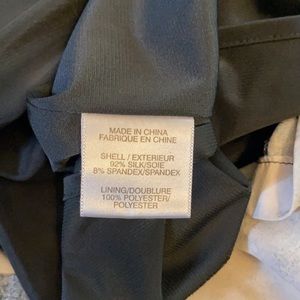 MADE IN CHINA
FABRIQUE EN CHINE
SHELL / EXTERIEUR
92% SILK/SOIE
8% SPANDEX/SPANDEX
LINING/DOUBLURE
100% POLYESTER/
POLYESTER